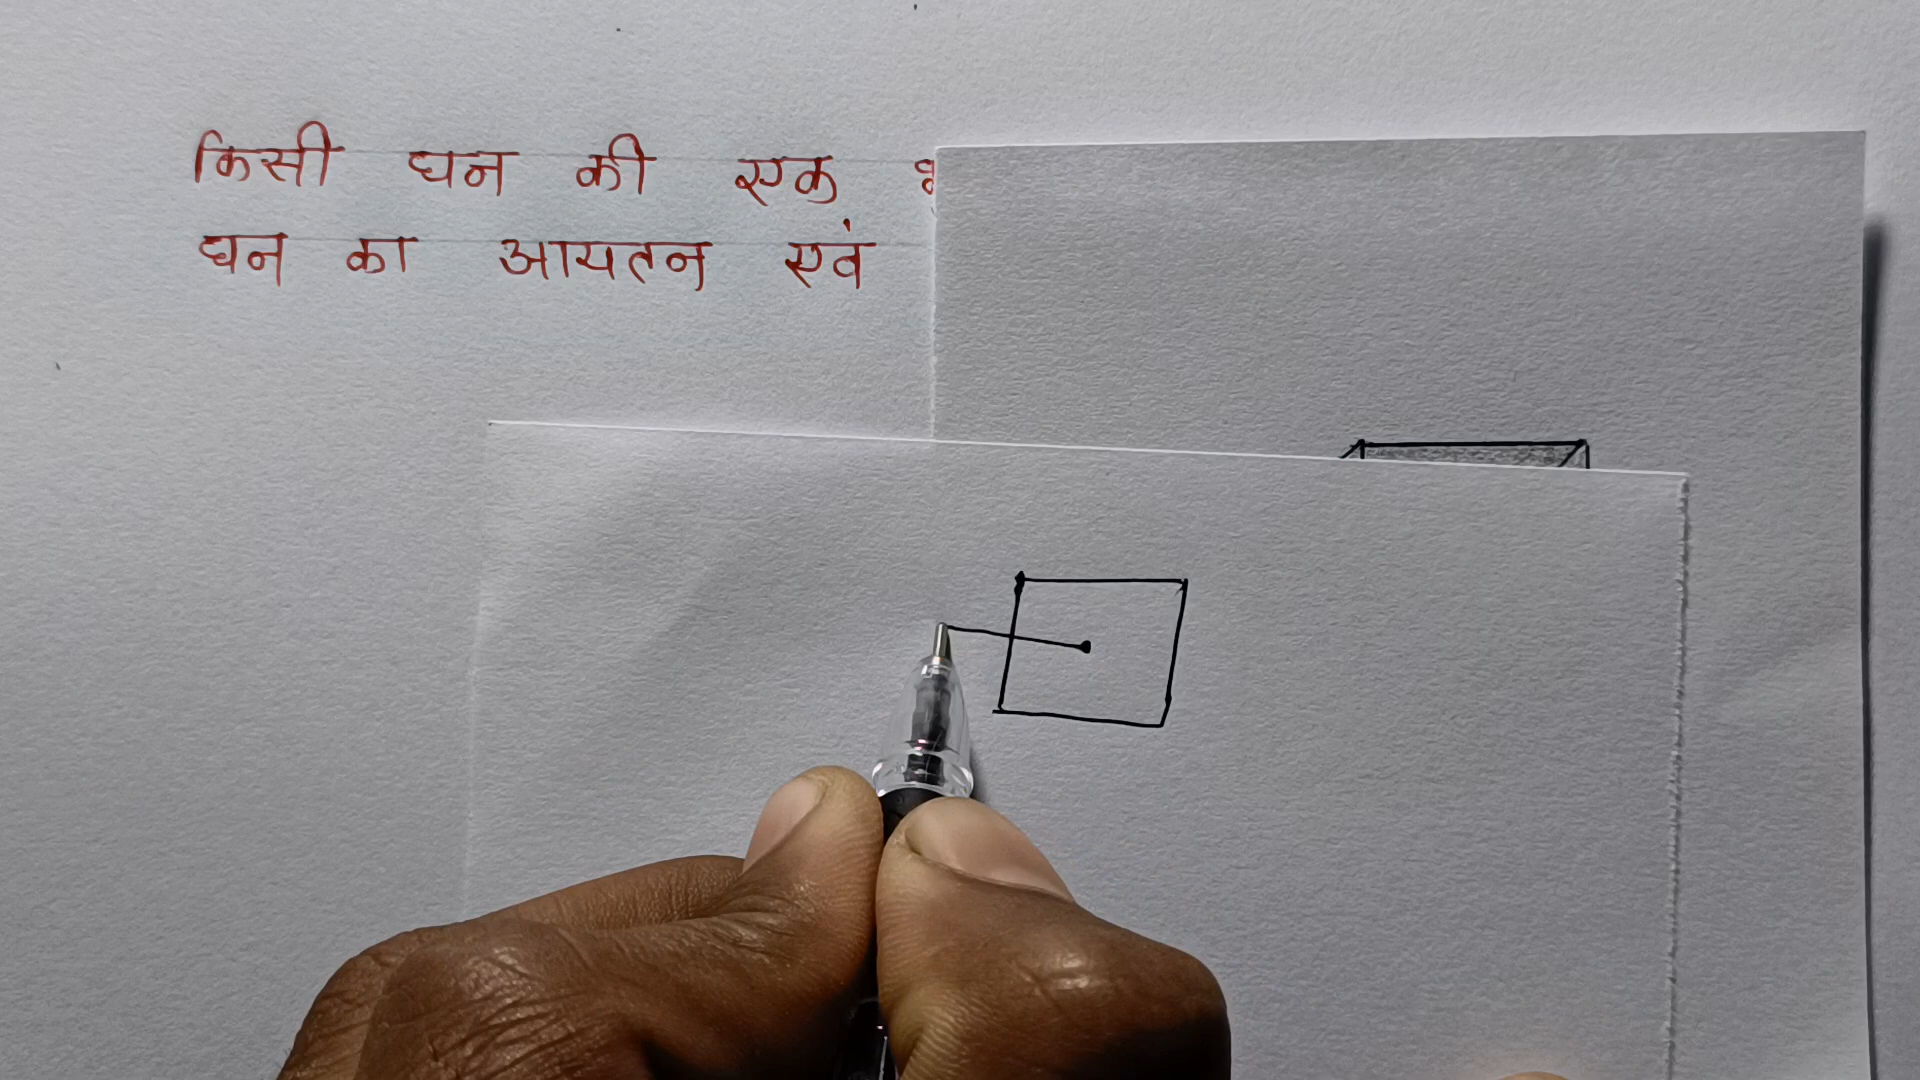 किसी घन की एक
घन का आयतन एवं